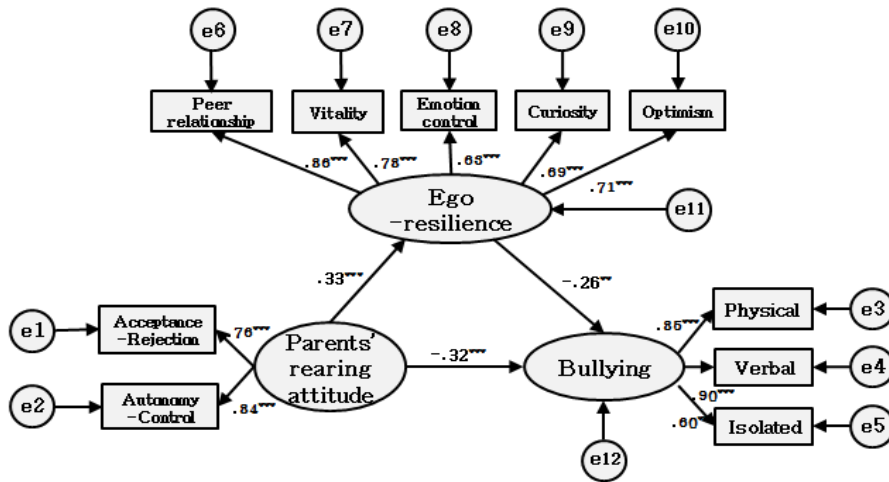 e6
e7
e8
e9
e10
Peer
relationship
Vitality
Emotion
control
Curiosity
Optimism
.86***
.78***
.63***
.69***
.71***
Ego
-resilience
e11
.33***
-.26**
e1
Acceptance
-Rejection
.76***
Parents'
rearing
attitude
-.32***
Bullying
.85***
Physical
e3
Verbal
e4
e2
Autonomy
-Control
.84***
.90***
.60***
Isolated
e5
e12